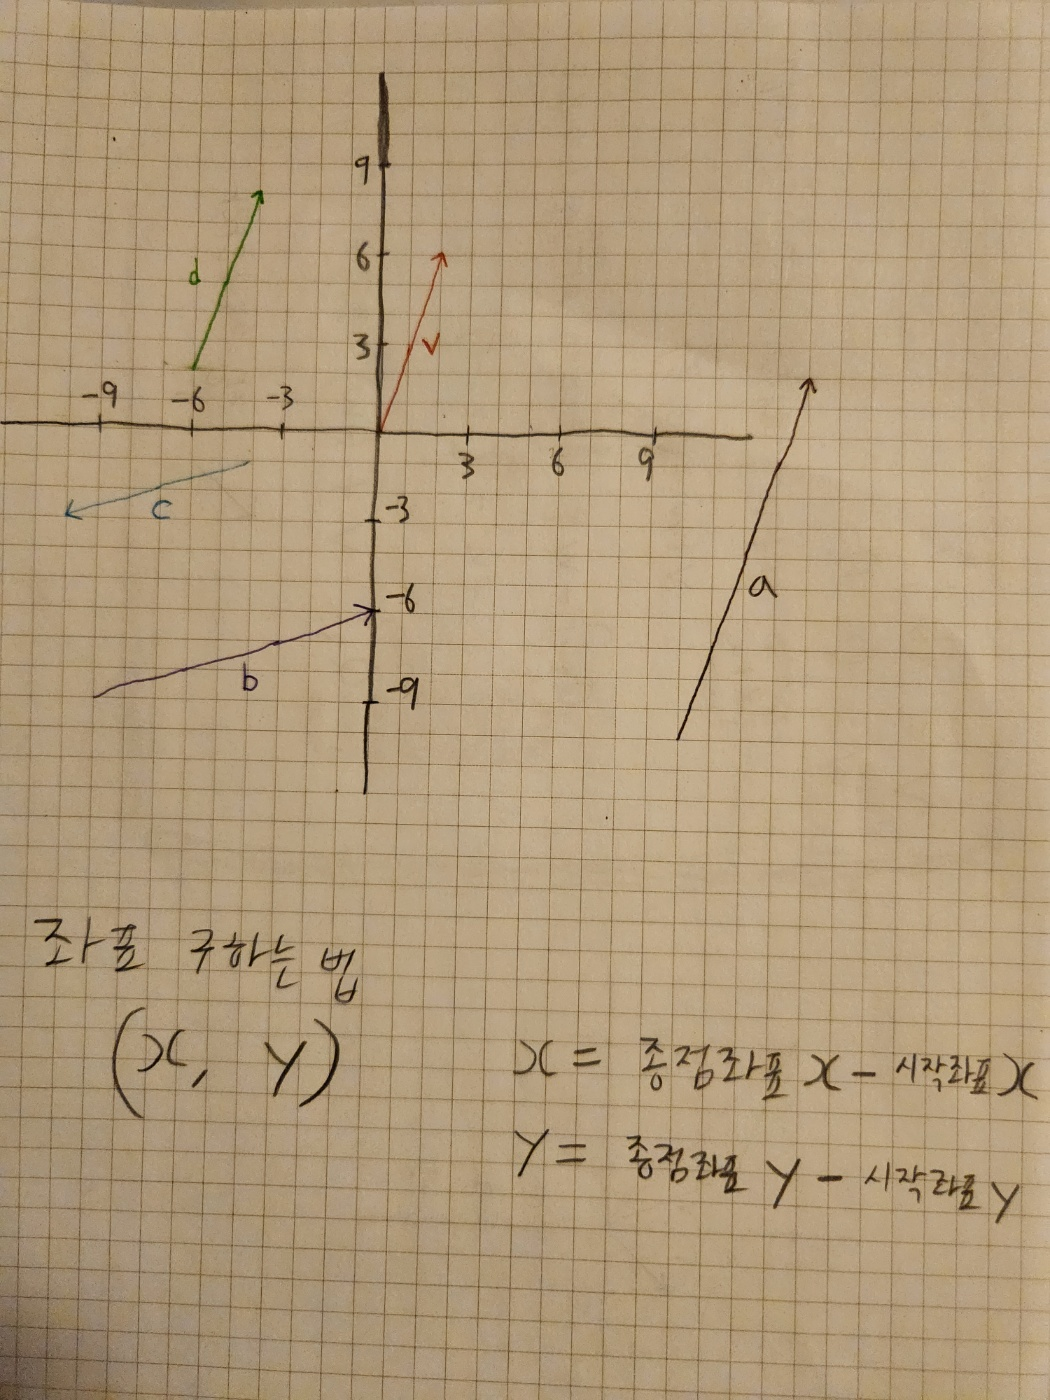 9
d
6
v
3
-9 -6 -3
3 6 9
c
-3
a
-6
b
-9
좌표 구하는 법
(x, y)
x = 종점좌표 x - 시작좌표 x
y = 종점좌표 y - 시작좌표 y